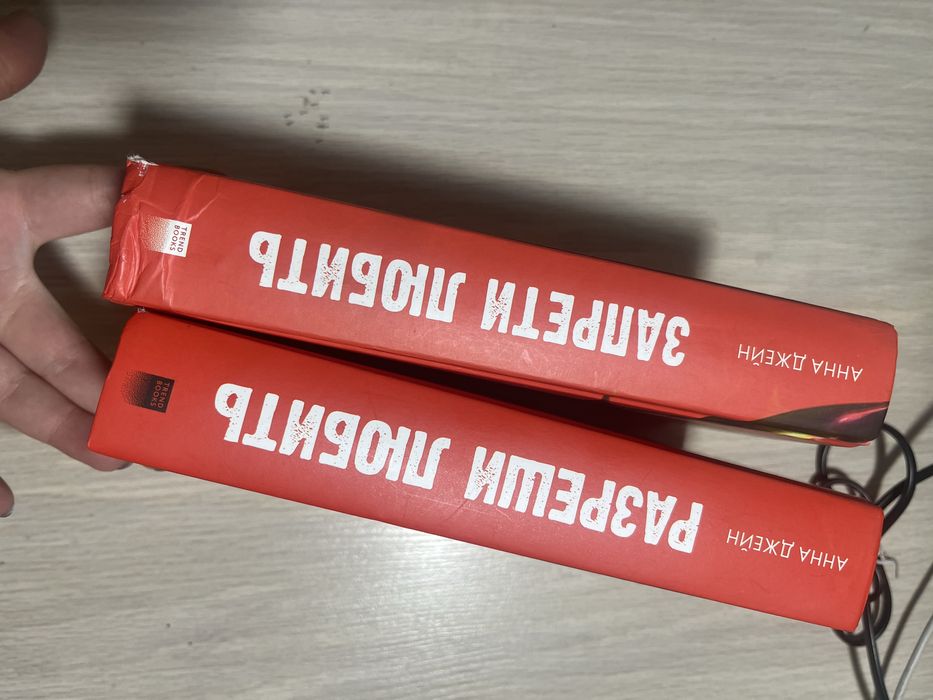 АННА ДЖЕЙН
ЗАПРЕТИ ЛЮБИТЬ
TREND
BOOKS
АННА ДЖЕЙН
РАЗРЕШИ ЛЮБИТЬ
TREND
BOOKS